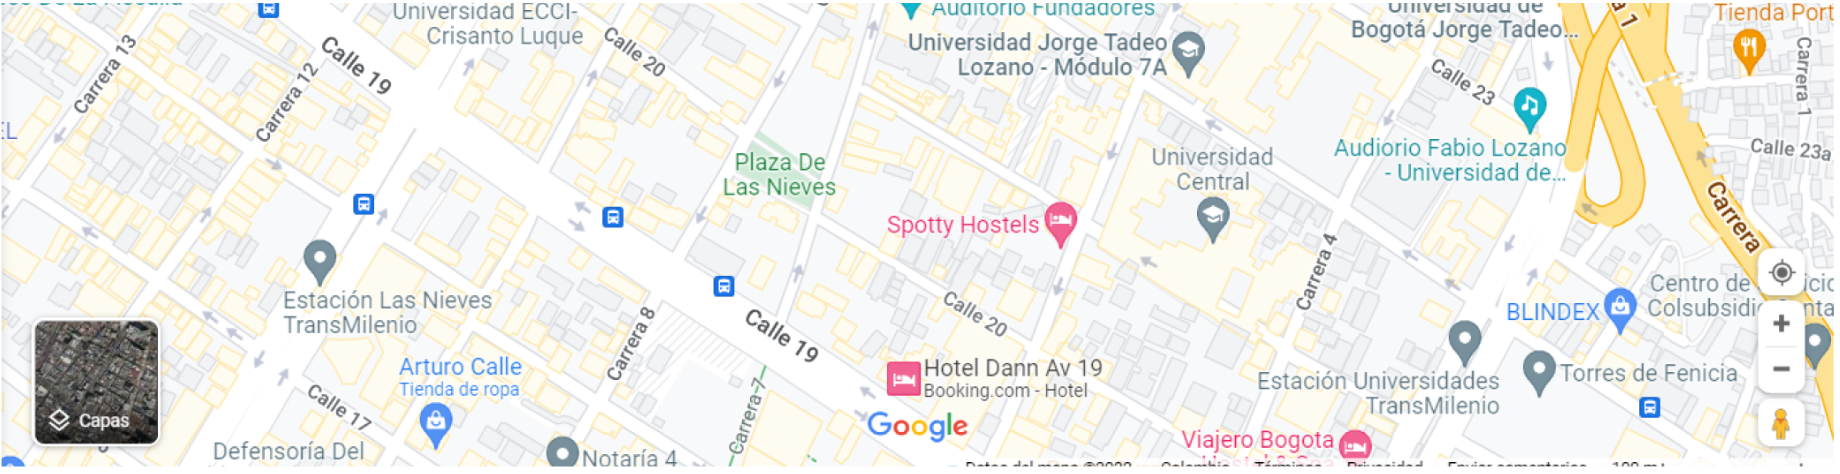 Universidad ECCI-
Crisanto Luque
Auditorio Fundadores
Universidad de
Bogotá Jorge Tadeo...
Tienda Port
Carrera 13
Calle 19
Calle 20
Universidad Jorge Tadeo
Lozano - Módulo 7A
Calle 23
Carrera 1
Carrera 12
Plaza De
Las Nieves
Universidad
Central
Audiorio Fabio Lozano
- Universidad de...
Calle 23a
Spotty Hostels
Carrera
Carrera 4
Estación Las Nieves
TransMilenio
Calle 20
BLINDEX
Centro de
Colsubsidi
Carrera 8
Calle 19
Arturo Calle
Tienda de ropa
Hotel Dann Av 19
Booking.com - Hotel
Estación Universidades
TransMilenio
Torres de Fenicia
Capas
Calle 17
Carrera 7
Google
Defensoría Del
Notaría 4
Viajero Bogota